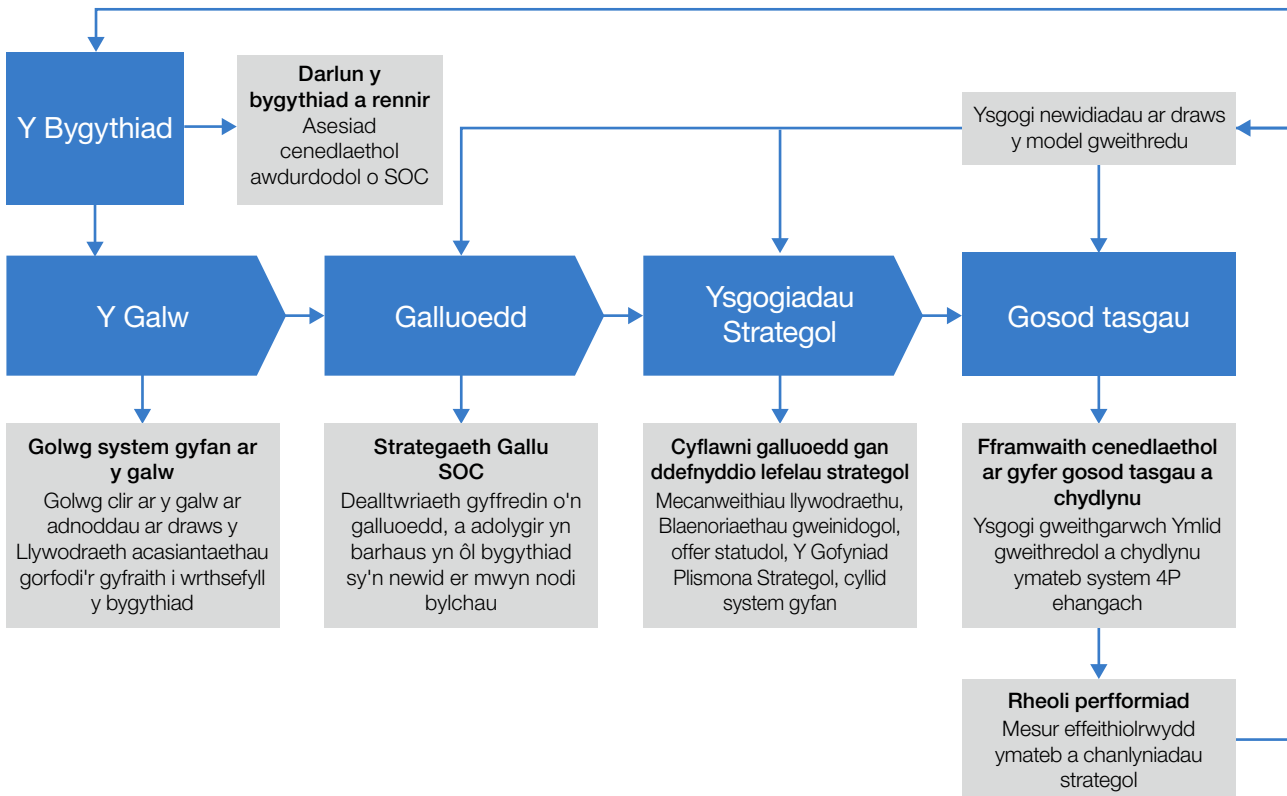 Y Bygythiad
Darlun y
bygythiad a rennir
Asesiad
cenedlaethol
awdurdodol o SOC
Ysgogi newidiadau ar draws
y model gweithredu
Y Galw
Galluoedd
Ysgogiadau
Strategol
Gosod tasgau
Golwg system gyfan ar
y galw
Golwg clir ar y galw ar
adnoddau ar draws y
Llywodraeth acasiantaethau
gorfodi'r gyfraith i wrthsefyll
y bygythiad
Strategaeth Gallu
SOC
Dealltwriaeth gyffredin o'n
galluoedd, a adolygir yn
barhaus yn ôl bygythiad
sy'n newid er mwyn nodi
bylchau
Cyflawni galluoedd gan
ddefnyddio lefelau strategol
Mecanweithiau llywodraethu,
Blaenoriaethau gweinidogol,
offer statudol, Y Gofyniad
Plismona Strategol, cyllid
system gyfan
Fframwaith cenedlaethol
ar gyfer gosod tasgau a
chydlynu
Ysgogi gweithgarwch Ymlid
gweithredol a chydlynu
ymateb system 4P
ehangach
Rheoli perfformiad
Mesur effeithiolrwydd
ymateb a chanlyniadau
strategol